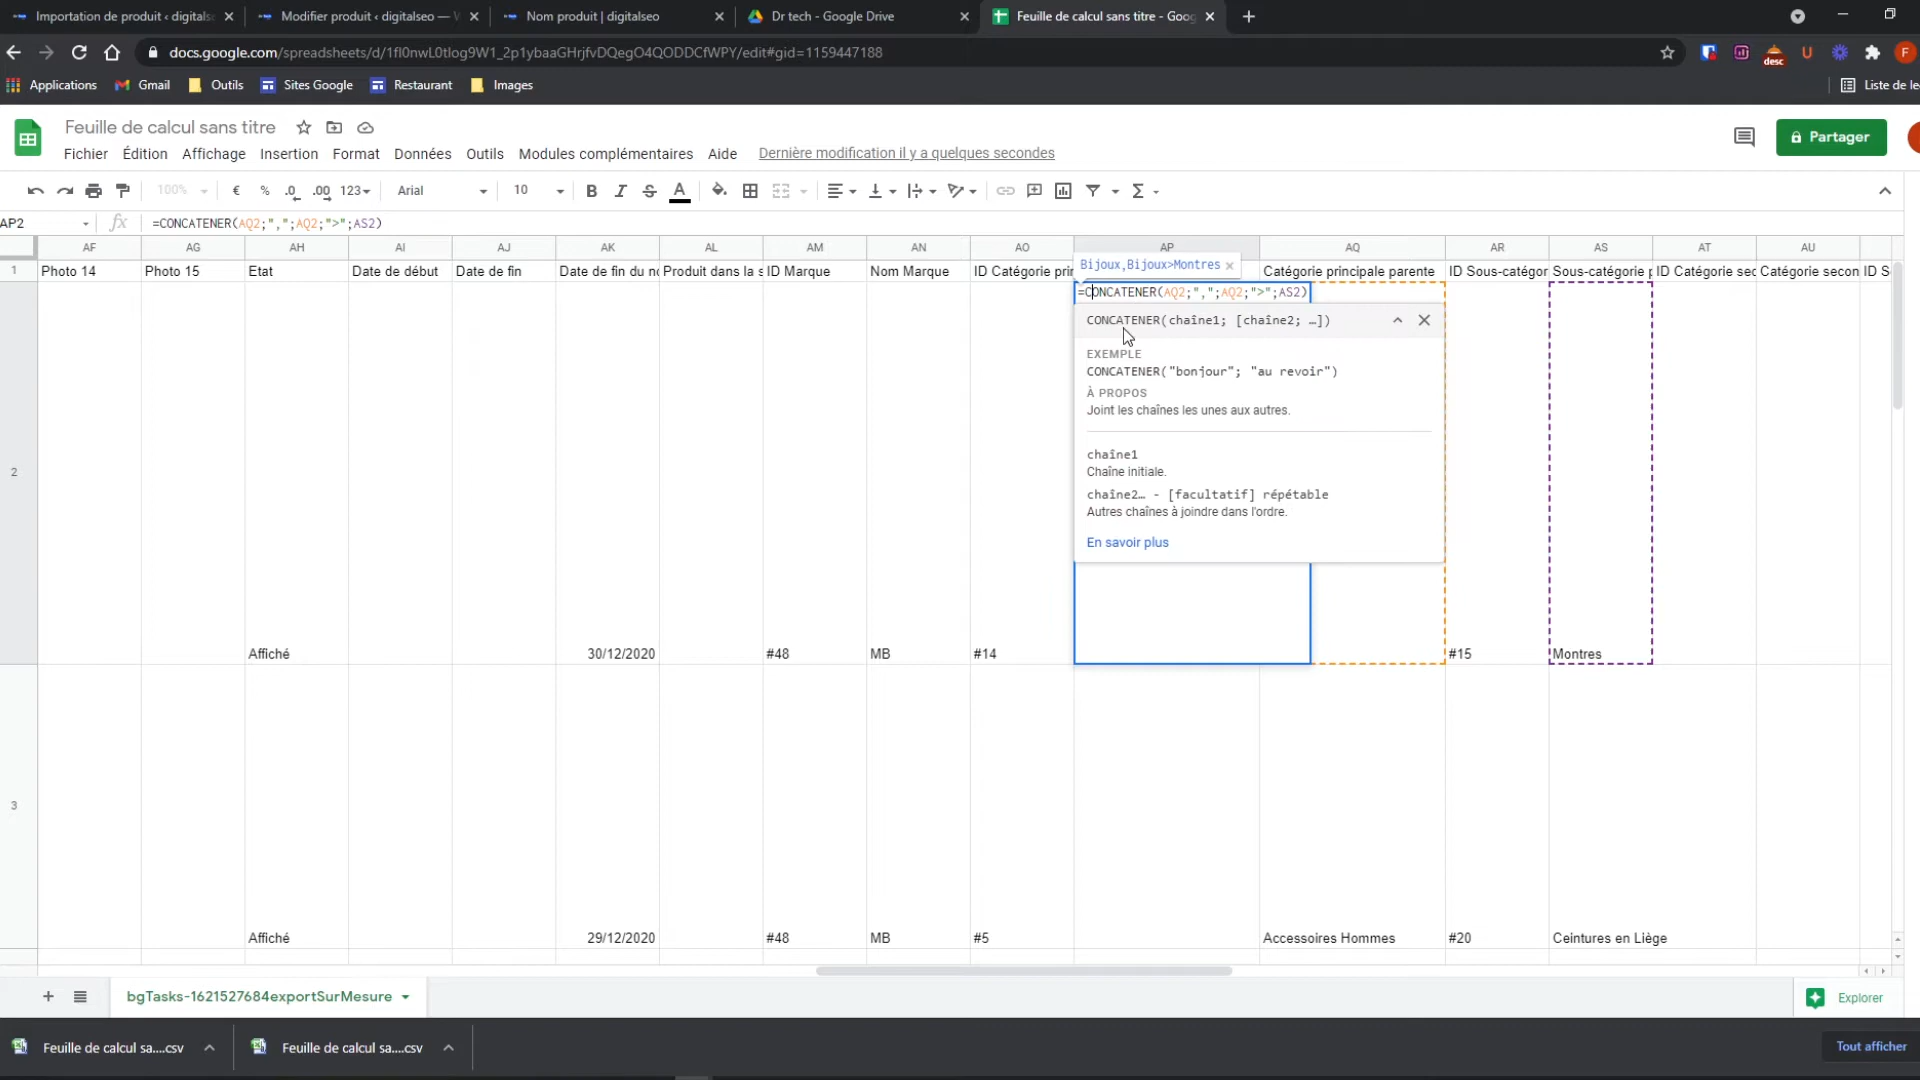 Importation de produit ‹ digitals
Modifier produit ‹ digitalseo — V
Nom produit | digitalseo
Dr tech - Google Drive
Feuille de calcul sans titre - Goog
docs.google.com/spreadsheets/d/1fl0nwL0tlog9W1_2p1ybaaGHrjfvDQegO4QODDCfWPY/edit#gid=1159447188
desc
U
F
Applications
Gmail
Outils
Sites Google
Restaurant
Images
Liste de le
Feuille de calcul sans titre
Partager
Fichier
Édition
Affichage
Insertion
Format
Données
Outils
Modules complémentaires
Aide
Dernière modification il y a quelques secondes
100%
€
%
.0
.00
123
Arial
10
B
I
S
A
Σ
AP2
fx
=CONCATENER(AQ2;",";AQ2;">";AS2)
AF
AG
AH
AI
AJ
AK
AL
AM
AN
AO
AP
AQ
AR
AS
AT
AU
1
Photo 14
Photo 15
Etat
Date de début
Date de fin
Date de fin du no
Produit dans la s
ID Marque
Nom Marque
ID Catégorie prin
Bijoux,Bijoux>Montres
Catégorie principale parente
ID Sous-catégor
Sous-catégorie p
ID Catégorie sec
Catégorie secon
ID S
=CONCATENER(AQ2;",";AQ2;">";AS2)
CONCATENER(chaîne1; [chaîne2; …])
EXEMPLE
CONCATENER("bonjour"; "au revoir")
À PROPOS
Joint les chaînes les unes aux autres.
chaîne1
Chaîne initiale.
chaîne2… - [facultatif] répétable
Autres chaînes à joindre dans l'ordre.
En savoir plus
2
Affiché
30/12/2020
#48
MB
#14
#15
Montres
3
Affiché
29/12/2020
#48
MB
#5
Accessoires Hommes
#20
Ceintures en Liège
bgTasks-1621527684exportSurMesure
Explorer
Feuille de calcul sa....csv
Feuille de calcul sa....csv
Tout afficher